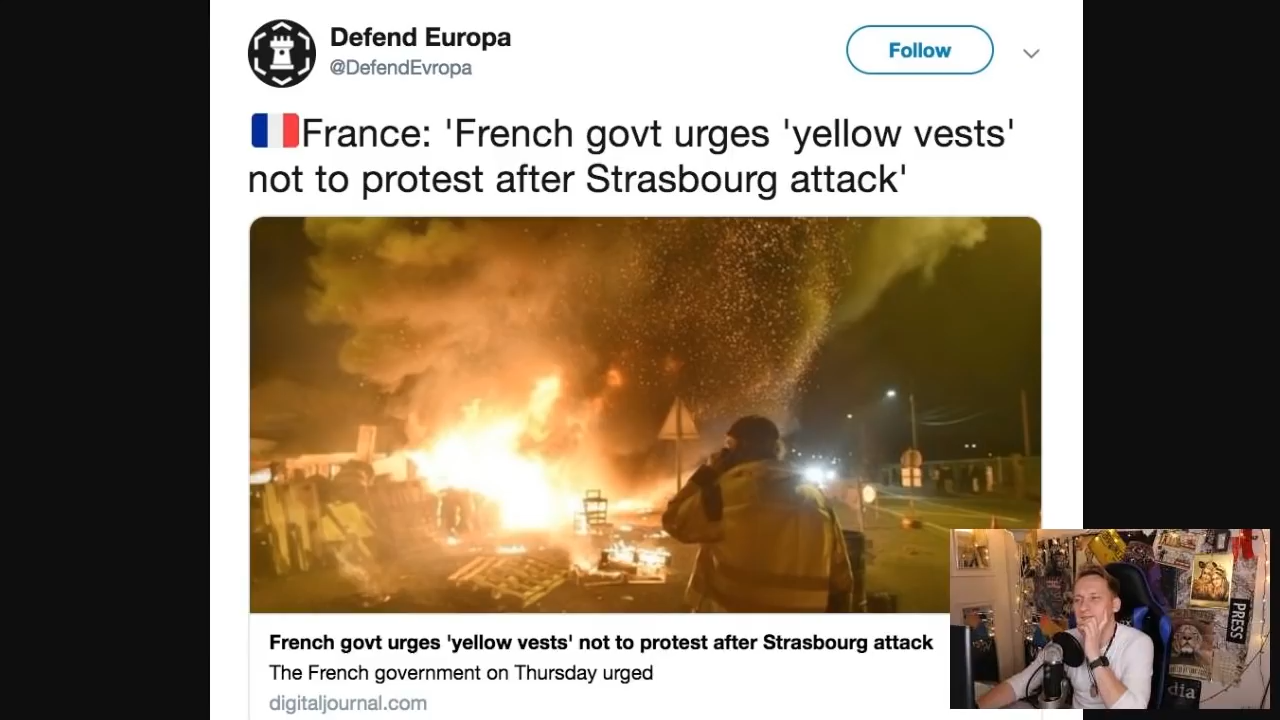 Defend Europa
@DefendEvropa
Follow
🇫🇷France: 'French govt urges 'yellow vests'
not to protest after Strasbourg attack'
French govt urges 'yellow vests' not to protest after Strasbourg attack
The French government on Thursday urged
digitaljournal.com
PRESS
dia